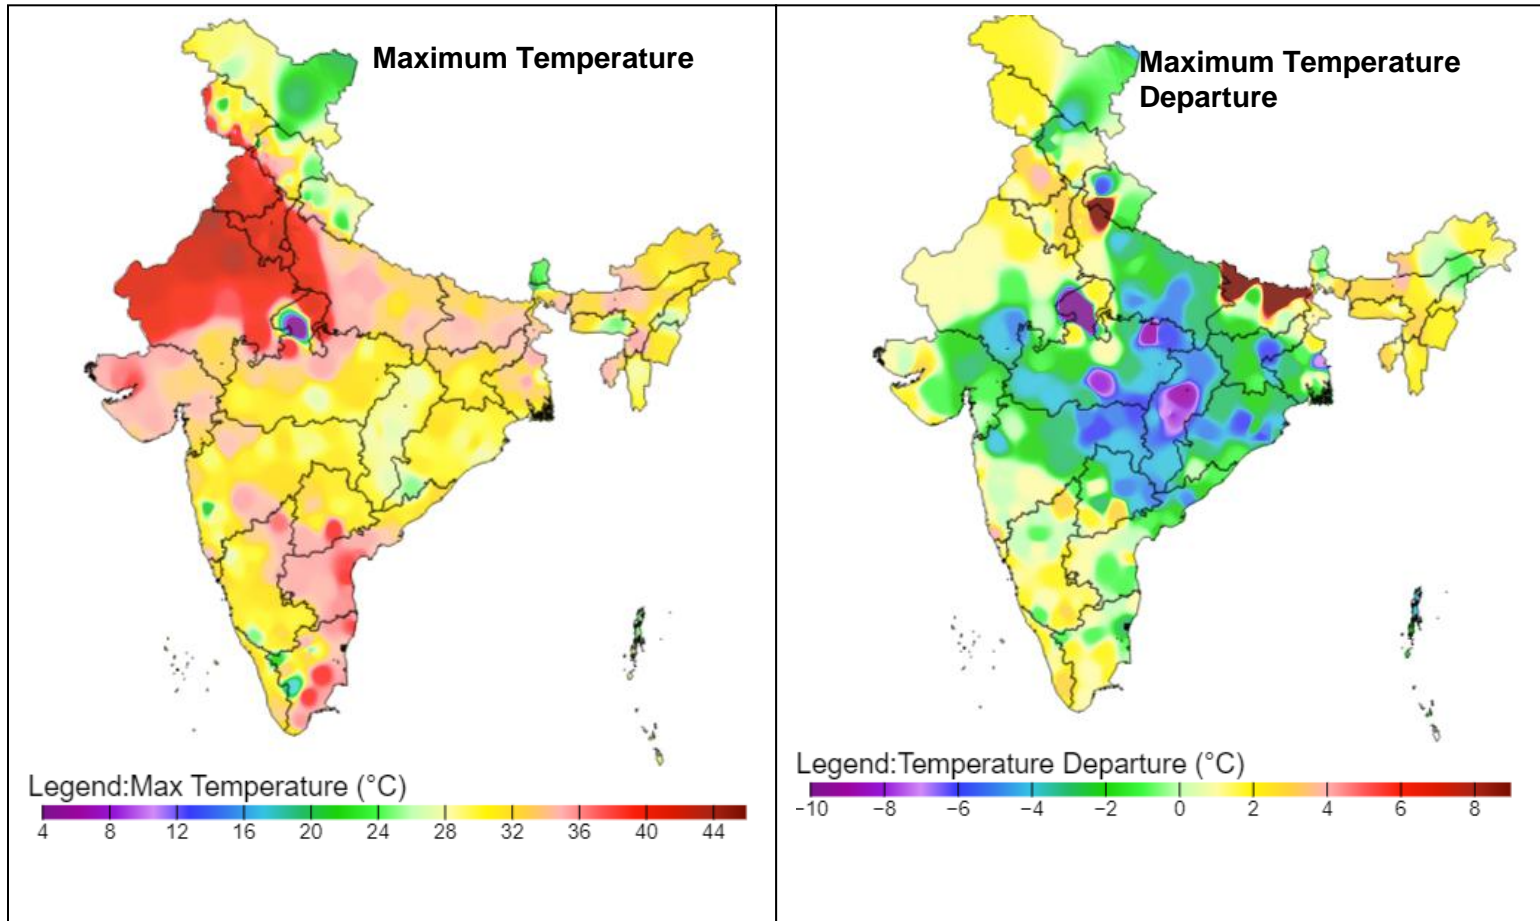 Maximum Temperature
Legend:Max Temperature (°C)
4 8 12 16 20 24 28 32 36 40 44
Maximum Temperature
Departure
Legend:Temperature Departure (°C)
−10 −8 −6 −4 −2 0 2 4 6 8